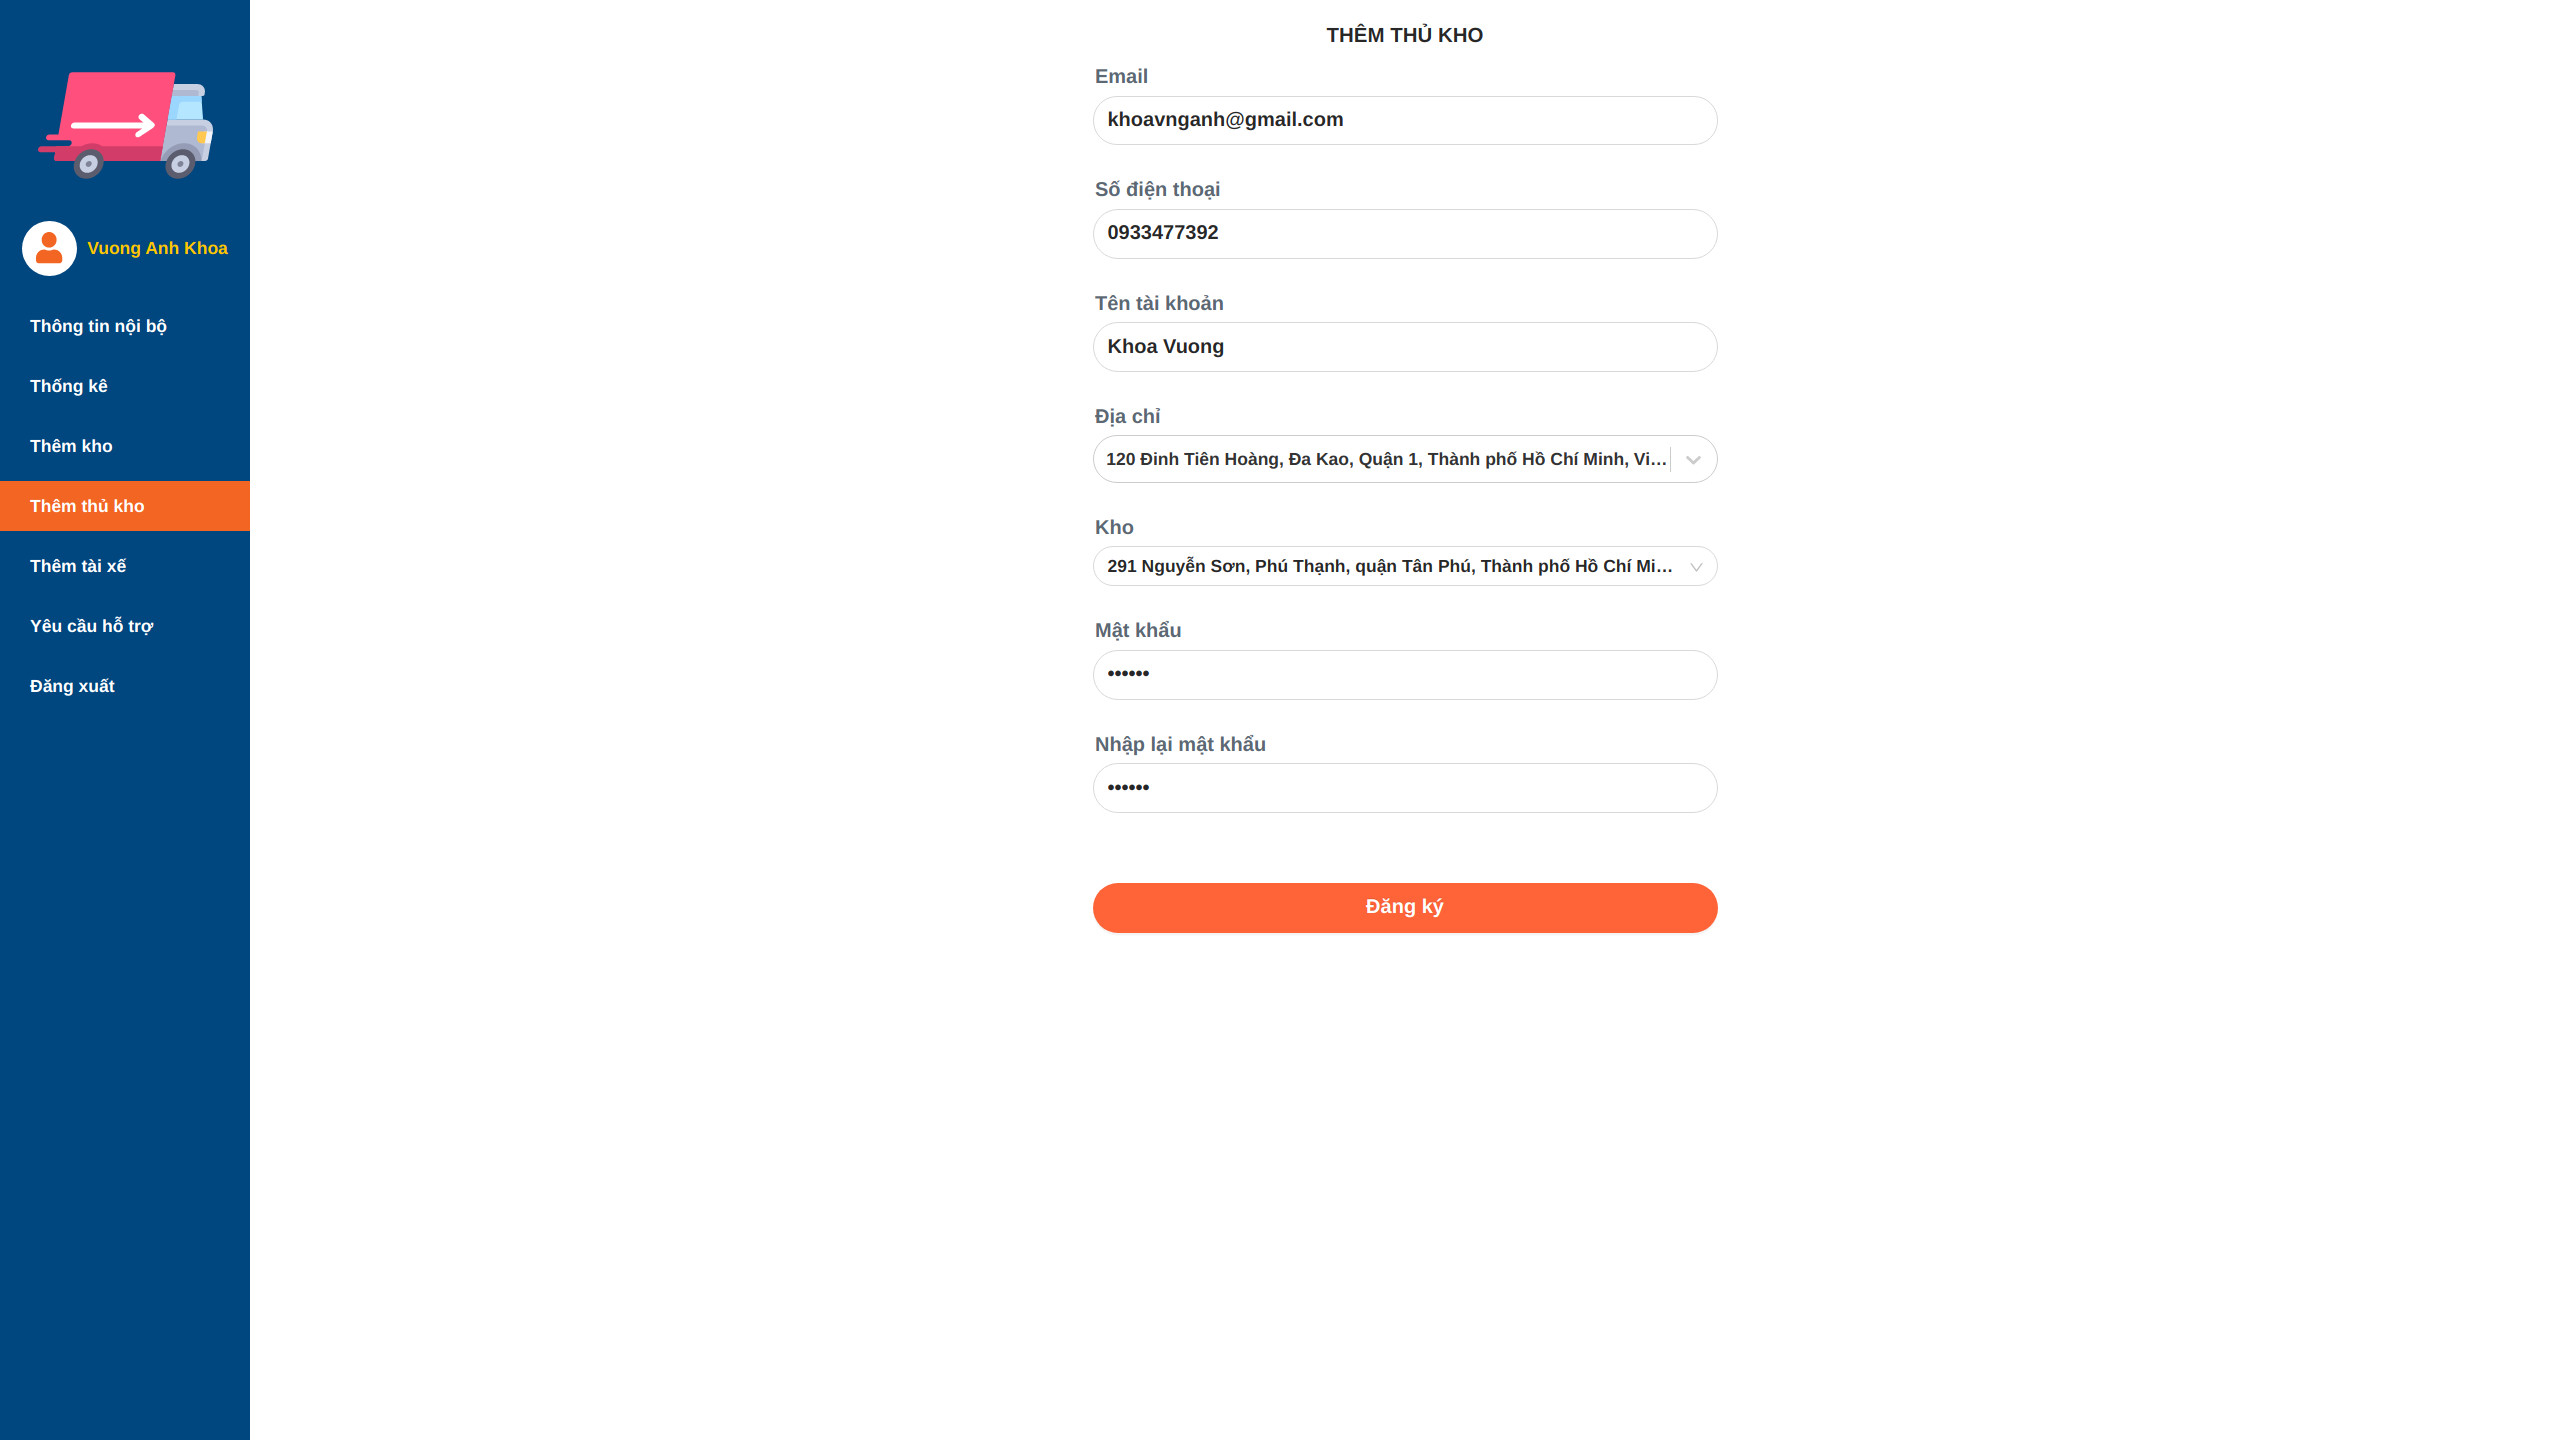 Vuong Anh Khoa
Thông tin nội bộ
Thống kê
Thêm kho
Thêm thủ kho
Thêm tài xế
Yêu cầu hỗ trợ
Đăng xuất
THÊM THỦ KHO
Email
khoavnganh@gmail.com
Số điện thoại
0933477392
Tên tài khoản
Khoa Vuong
Địa chỉ
120 Đinh Tiên Hoàng, Đa Kao, Quận 1, Thành phố Hồ Chí Minh, Vi…
Kho
291 Nguyễn Sơn, Phú Thạnh, quận Tân Phú, Thành phố Hồ Chí Mi…
Mật khẩu
••••••
Nhập lại mật khẩu
••••••
Đăng ký